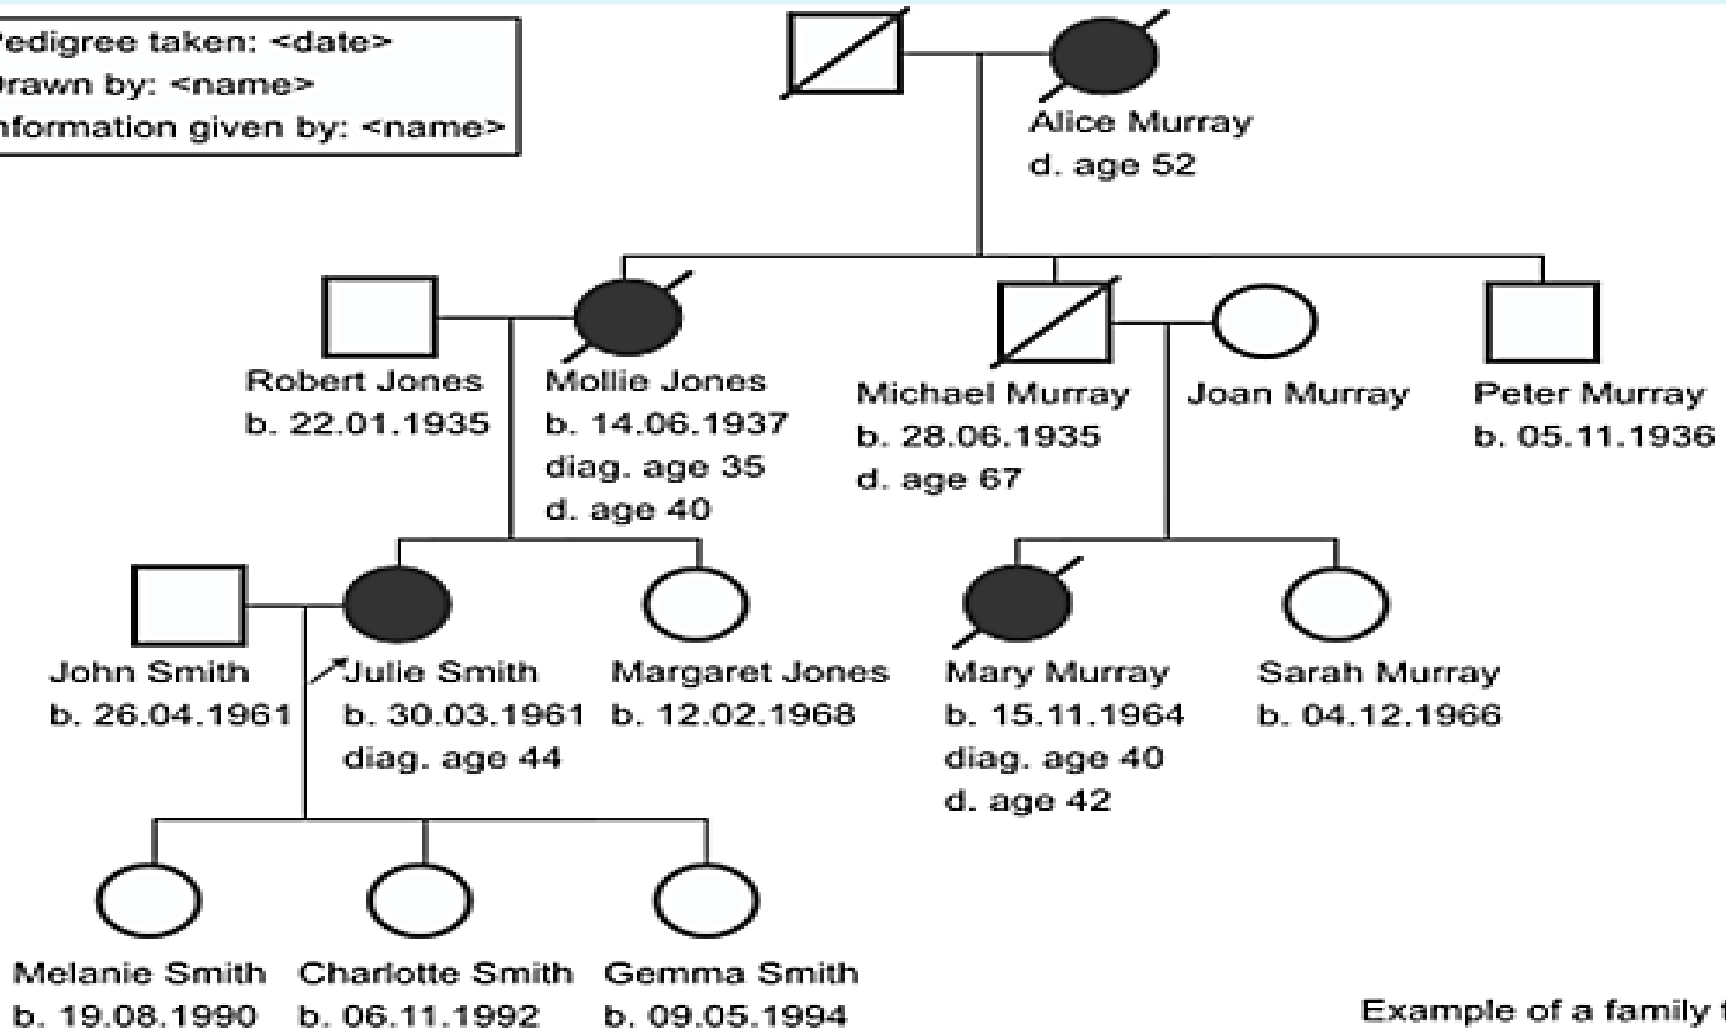 Pedigree taken: <date>
Drawn by: <name>
nformation given by: <name>
Alice Murray
d. age 52
Robert Jones
b. 22.01.1935
Mollie Jones
b. 14.06.1937
diag. age 35
d. age 40
Michael Murray
b. 28.06.1935
d. age 67
Joan Murray
Peter Murray
b. 05.11.1936
John Smith
b. 26.04.1961
Julie Smith
b. 30.03.1961
diag. age 44
Margaret Jones
b. 12.02.1968
Mary Murray
b. 15.11.1964
diag. age 40
d. age 42
Sarah Murray
b. 04.12.1966
Melanie Smith
b. 19.08.1990
Charlotte Smith
b. 06.11.1992
Gemma Smith
b. 09.05.1994
Example of a family